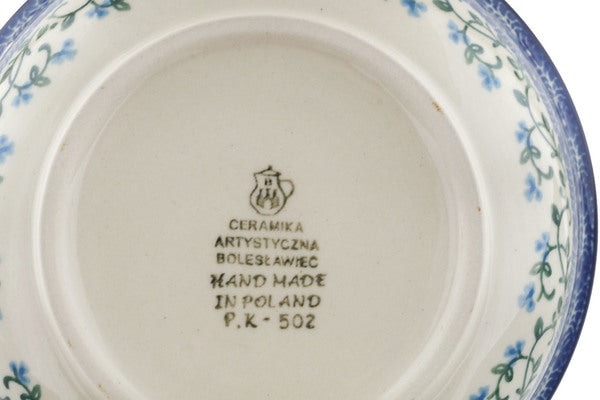 CERAMIKA
ARTYSTYCZNA
BOLESŁAWIEC
HAND MADE
IN POLAND
P.K - 502